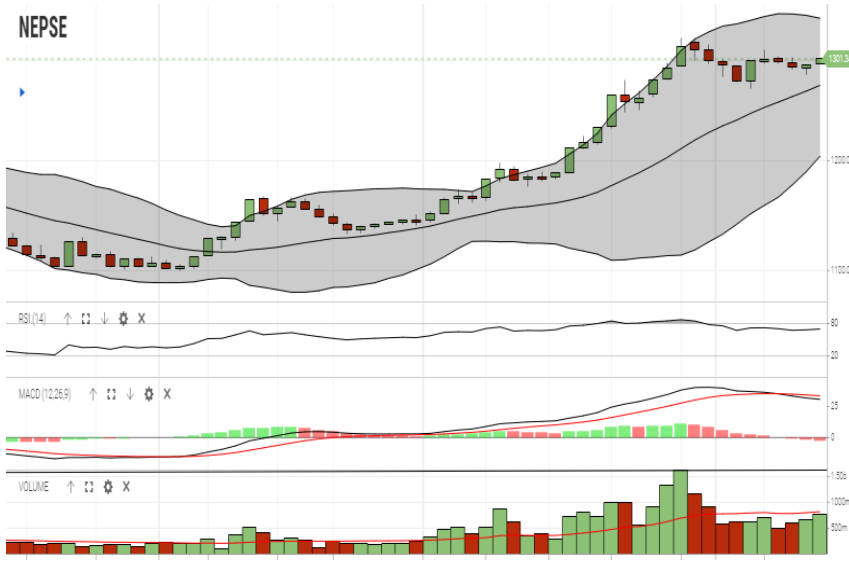 NEPSE
1301.34
1200.0
1100.0
RSI (14)
80
20
MACD (12,26,9)
25
0
VOLUME
1.50b
1000m
500m